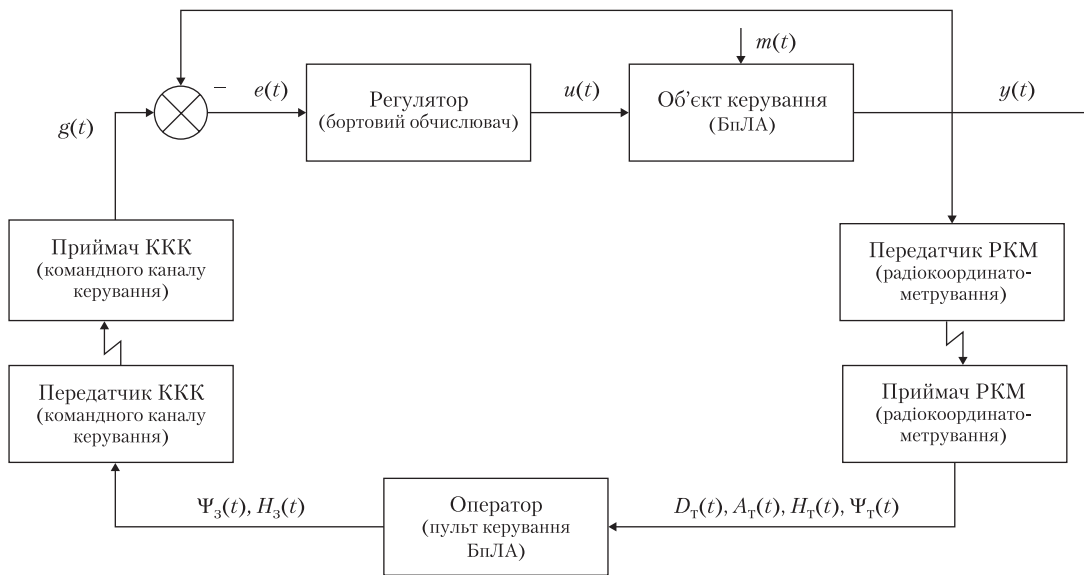 m(t)
–
e(t)
Регулятор
(бортовий обчислювач)
u(t)
Об’єкт керування
(БпЛА)
y(t)
g(t)
Приймач ККК
(командного каналу
керування)
Передатчик РКМ
(радіокоординато-
метрування)
Передатчик ККК
(командного каналу
керування)
Приймач РКМ
(радіокоординато-
метрування)
Ψз(t), Hз(t)
Оператор
(пульт керування
БпЛА)
Dт(t), Aт(t), Hт(t), Ψт(t)